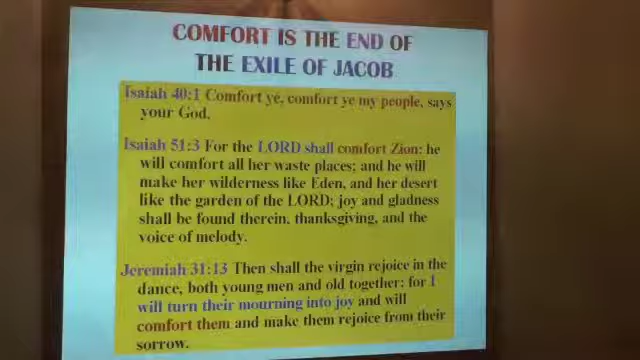 COMFORT IS THE END OF
THE EXILE OF JACOB
Isaiah 40:1 Comfort ye, comfort ye my people, says
your God.
Isaiah 51:3 For the LORD shall comfort Zion: he
will comfort all her waste places; and he will
make her wilderness like Eden, and her desert
like the garden of the LORD; joy and gladness
shall be found therein, thanksgiving, and the
voice of melody.
Jeremiah 31:13 Then shall the virgin rejoice in the
dance, both young men and old together: for I
will turn their mourning into joy and will
comfort them and make them rejoice from their
sorrow.